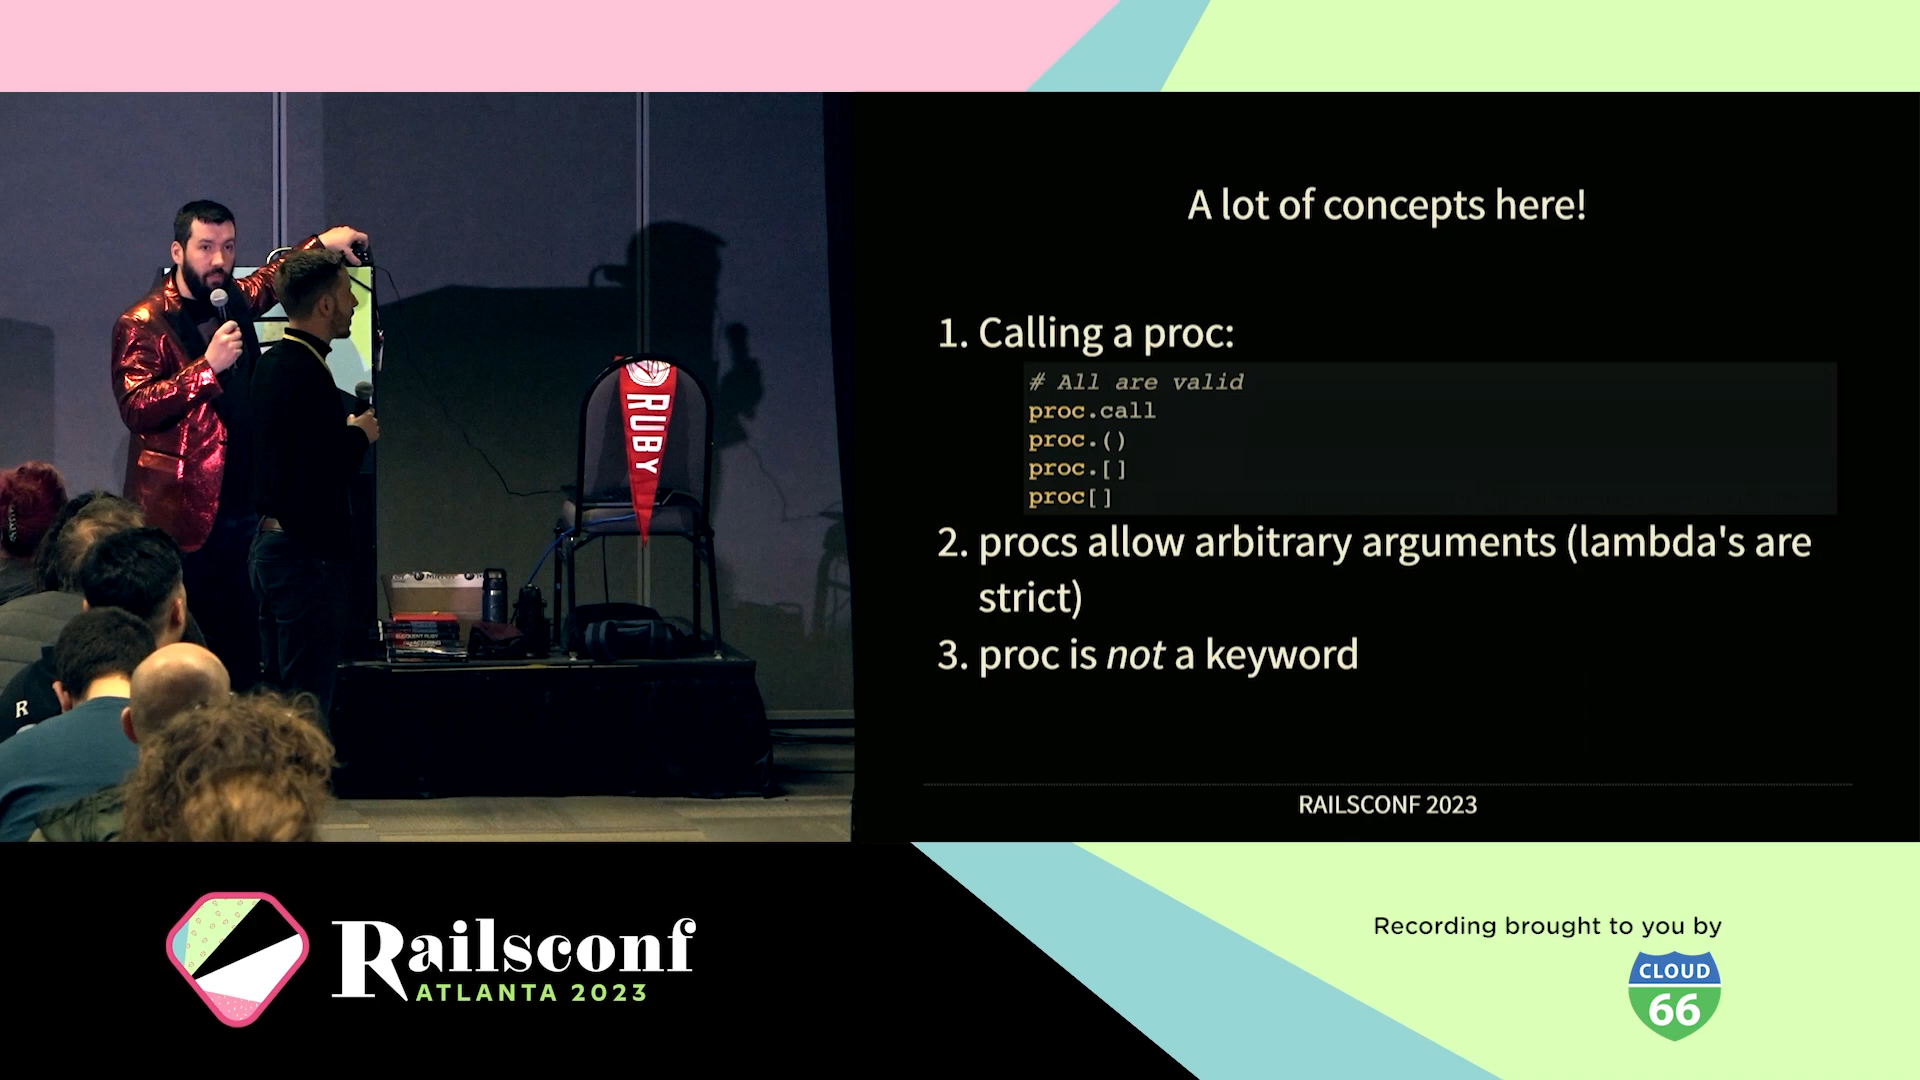 A lot of concepts here!
1. Calling a proc:
# All are valid
proc.call
proc.()
proc.[]
proc[]
2. procs allow arbitrary arguments (lambda's are
strict)
3. proc is not a keyword
RAILSCONF 2023
RUBY
R
Railsconf
ATLANTA 2023
Recording brought to you by
CLOUD
66